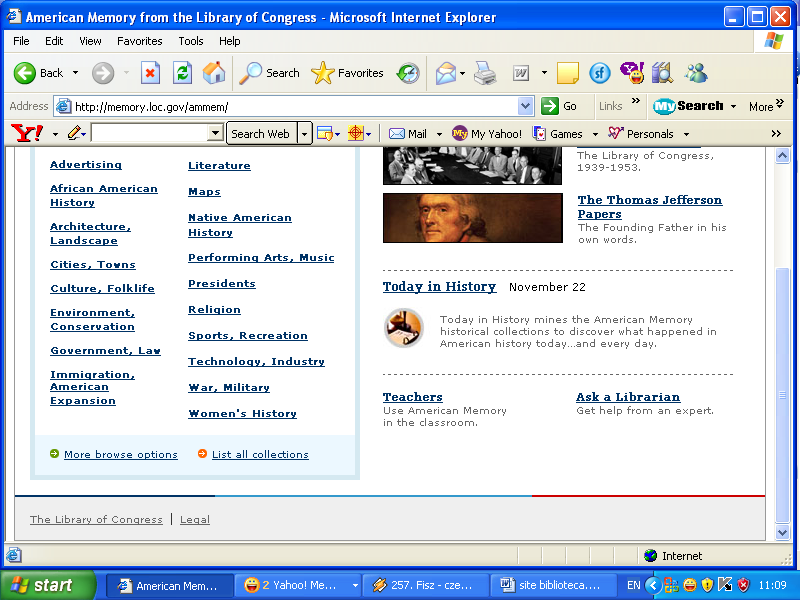 American Memory from the Library of Congress - Microsoft Internet Explorer
File Edit View Favorites Tools Help
Back Search Favorites
Address http://memory.loc.gov/ammem/ Go Links » My Search More »
Y! Search Web Mail My Yahoo! Games Personals »
Advertising
African American
History
Architecture,
Landscape
Cities, Towns
Culture, Folklife
Environment,
Conservation
Government, Law
Immigration,
American
Expansion
Literature
Maps
Native American
History
Performing Arts, Music
Presidents
Religion
Sports, Recreation
Technology, Industry
War, Military
Women's History
More browse options List all collections
The Library of Congress,
1939-1953.
The Thomas Jefferson
Papers
The Founding Father in his
own words.
Today in History November 22
Today in History mines the American Memory
historical collections to discover what happened in
American history today...and every day.
Teachers
Use American Memory
in the classroom.
Ask a Librarian
Get help from an expert.
The Library of Congress | Legal
Internet
start American Mem... 2 Yahoo! Me... 257. Fisz - cze... site biblioteca.... EN 11:09